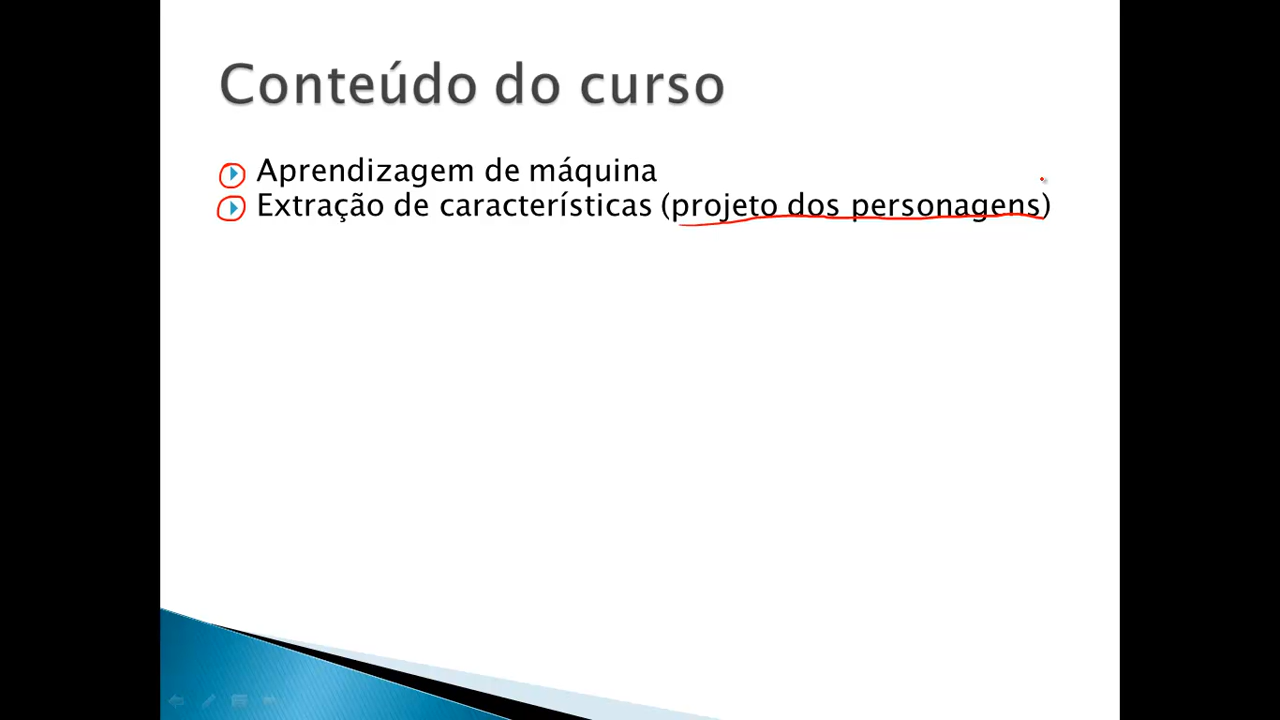 Conteúdo do curso
Aprendizagem de máquina
Extração de características (projeto dos personagens)